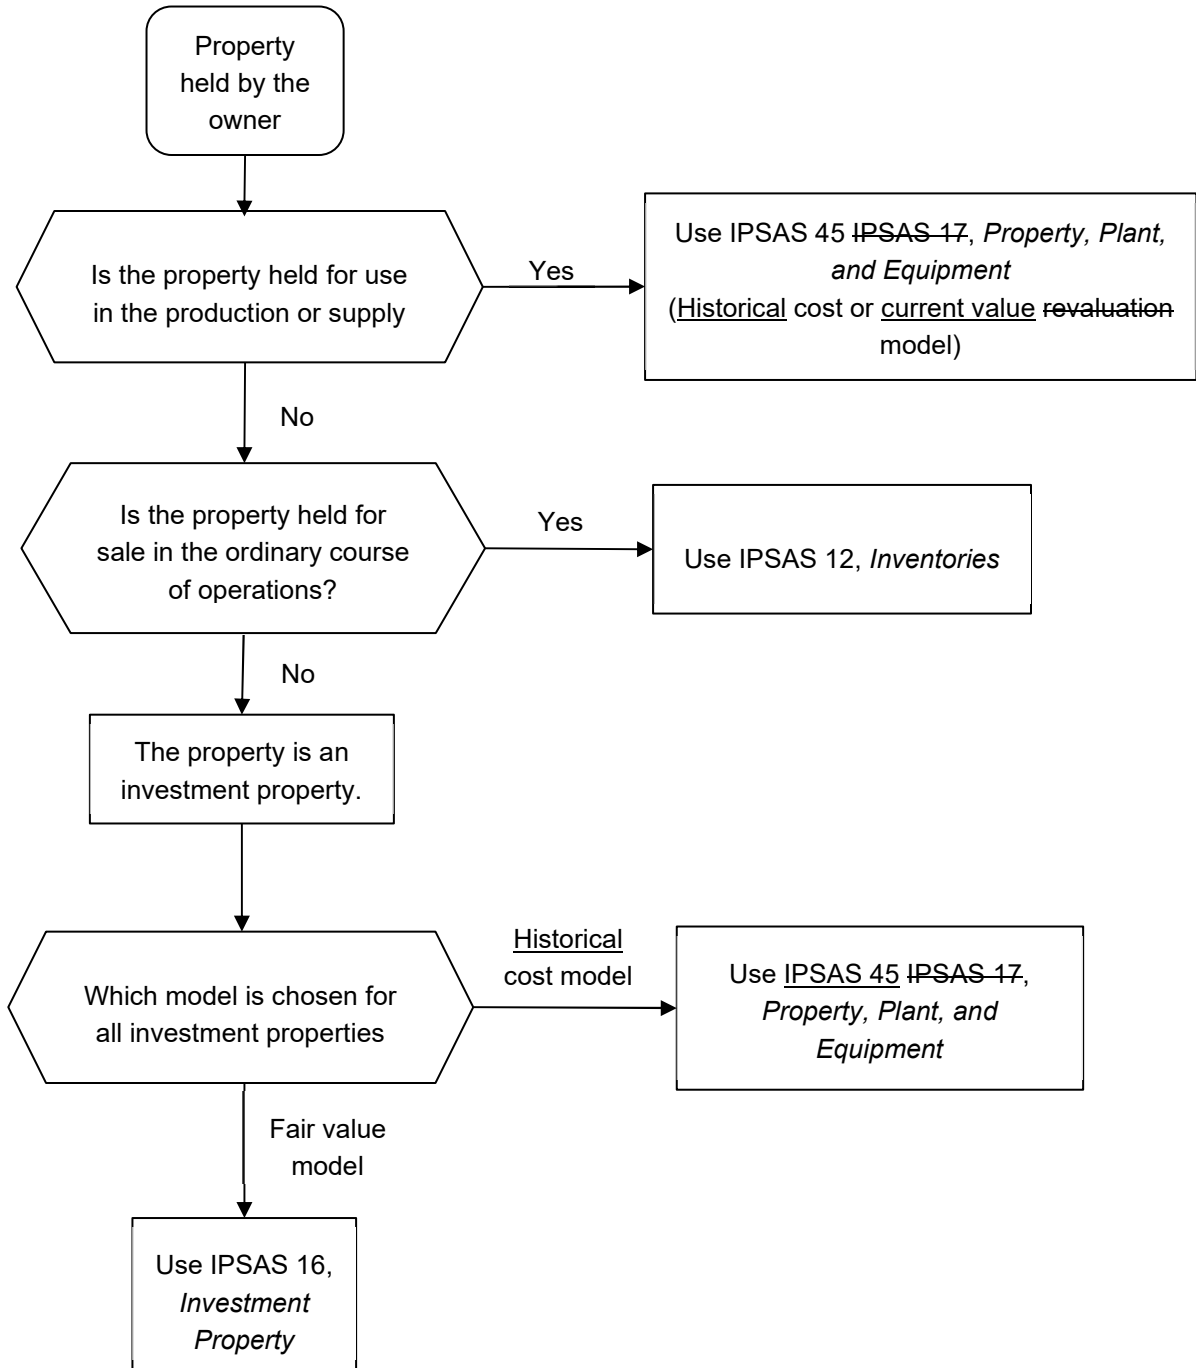 Property
held by the
owner
Is the property held for use
in the production or supply
Yes
Use IPSAS 45 IPSAS 17, Property, Plant,
and Equipment
(Historical cost or current value revaluation
model)
No
Is the property held for
sale in the ordinary course
of operations?
Yes
Use IPSAS 12, Inventories
No
The property is an
investment property.
Which model is chosen for
all investment properties
Historical
cost model
Use IPSAS 45 IPSAS 17,
Property, Plant, and
Equipment
Fair value
model
Use IPSAS 16,
Investment
Property